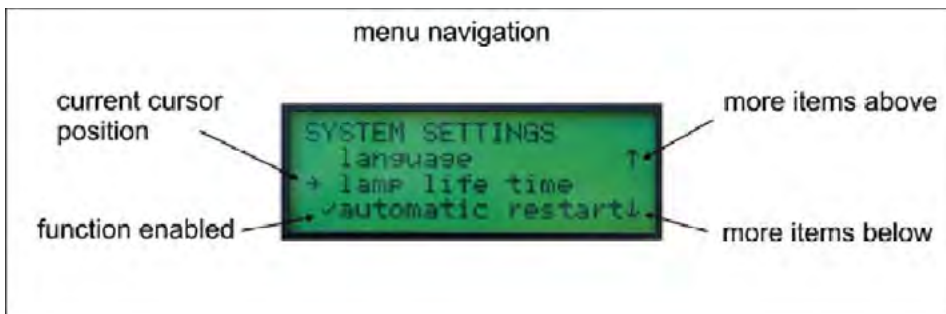 menu navigation
current cursor
position
more items above
SYSTEM SETTINGS
language ↑
→ lamp life time
✓automatic restart↓
function enabled
more items below